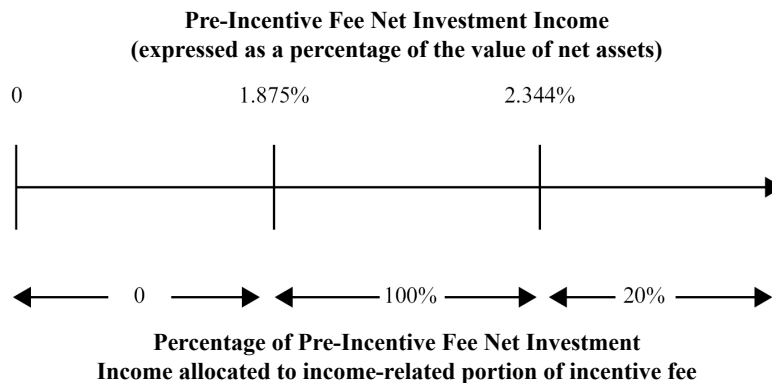 Pre-Incentive Fee Net Investment Income
(expressed as a percentage of the value of net assets)
0 1.875% 2.344%
0 100% 20%
Percentage of Pre-Incentive Fee Net Investment
Income allocated to income-related portion of incentive fee